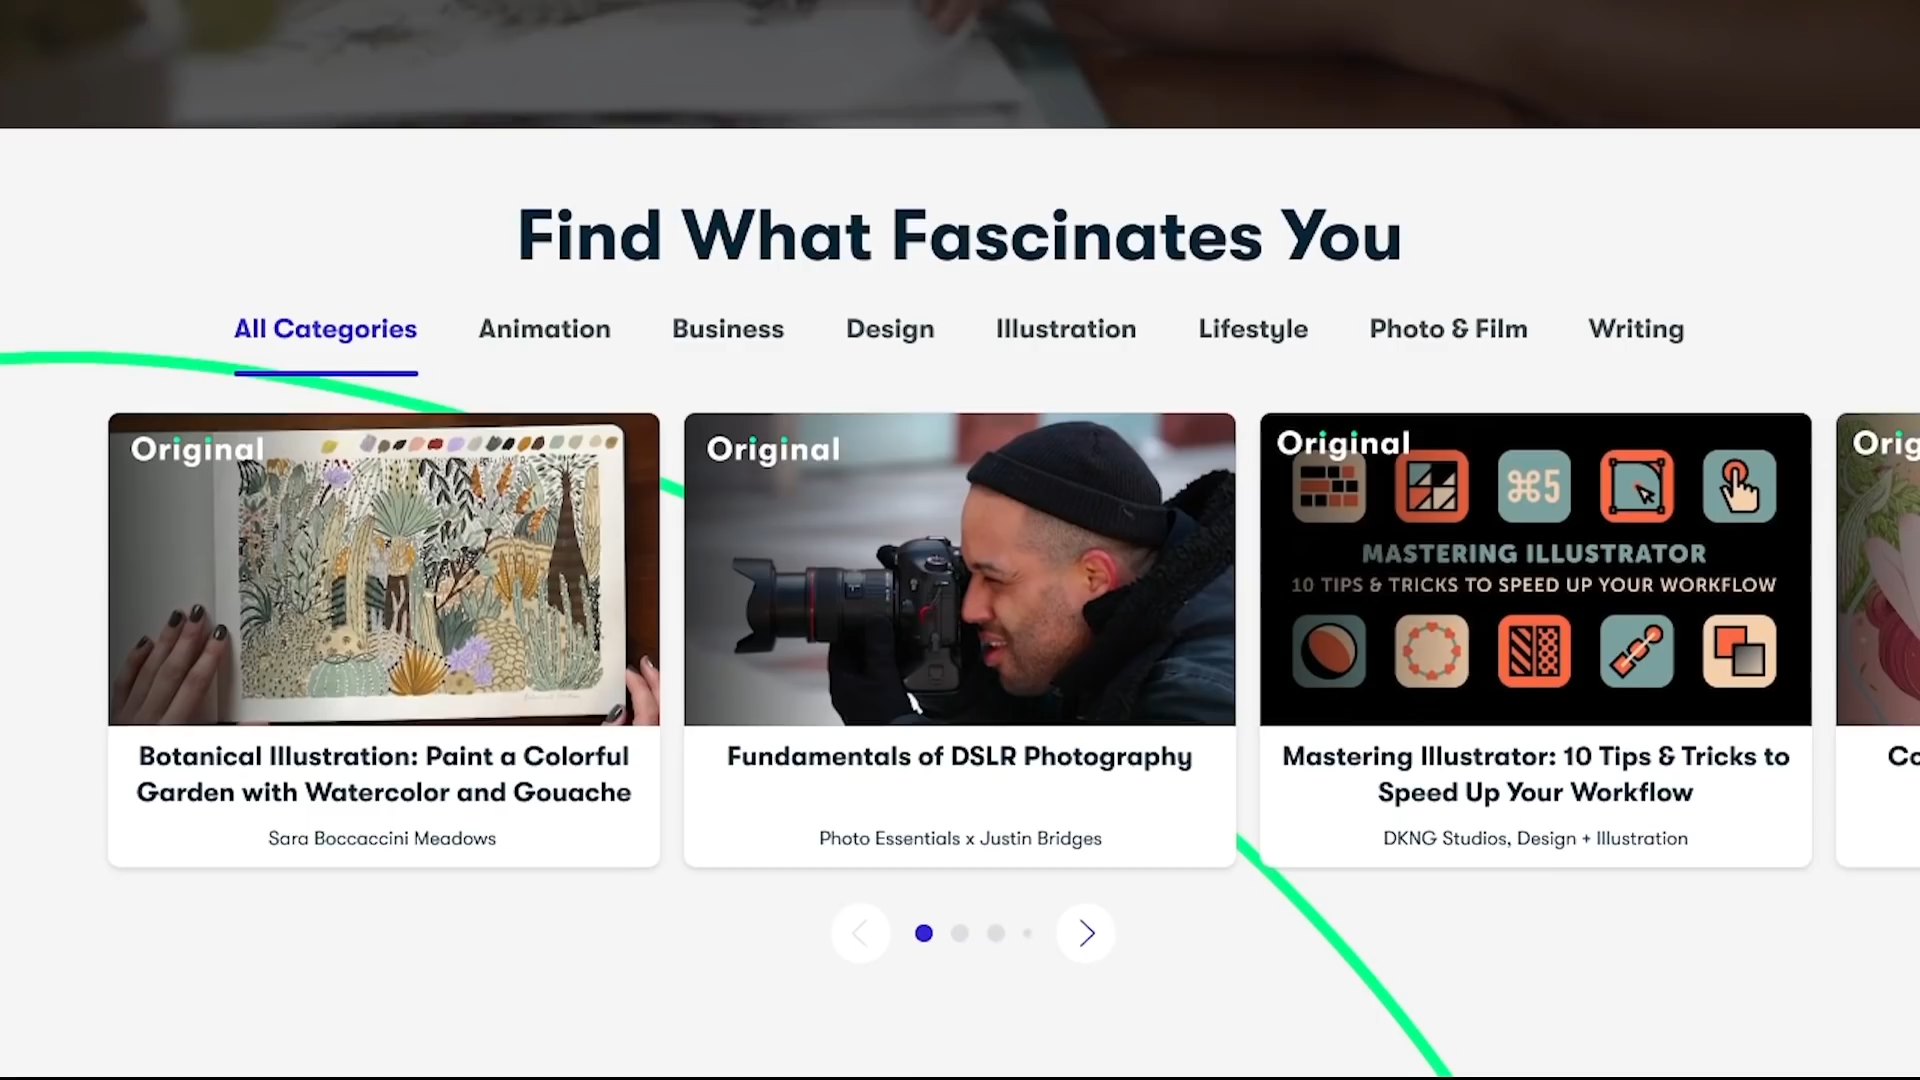 Find What Fascinates You
All Categories Animation Business Design Illustration Lifestyle Photo & Film Writing
Original
Original
Original
Orig
⌘5
MASTERING ILLUSTRATOR
10 TIPS & TRICKS TO SPEED UP YOUR WORKFLOW
Botanical Illustration: Paint a Colorful
Garden with Watercolor and Gouache
Sara Boccaccini Meadows
Fundamentals of DSLR Photography
Photo Essentials x Justin Bridges
Mastering Illustrator: 10 Tips & Tricks to
Speed Up Your Workflow
DKNG Studios, Design + Illustration
Co